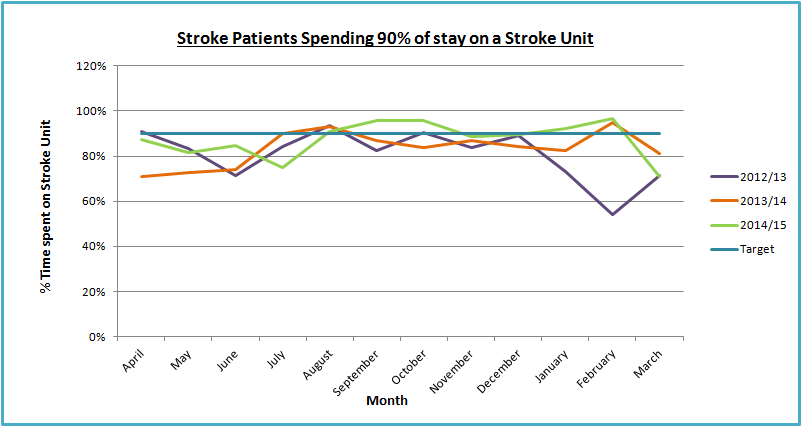 Stroke Patients Spending 90% of stay on a Stroke Unit
120%
100%
80%
60%
40%
20%
0%
% Time spent on Stroke Unit
April
May
June
July
August
September
October
November
December
January
February
March
Month
2012/13
2013/14
2014/15
Target